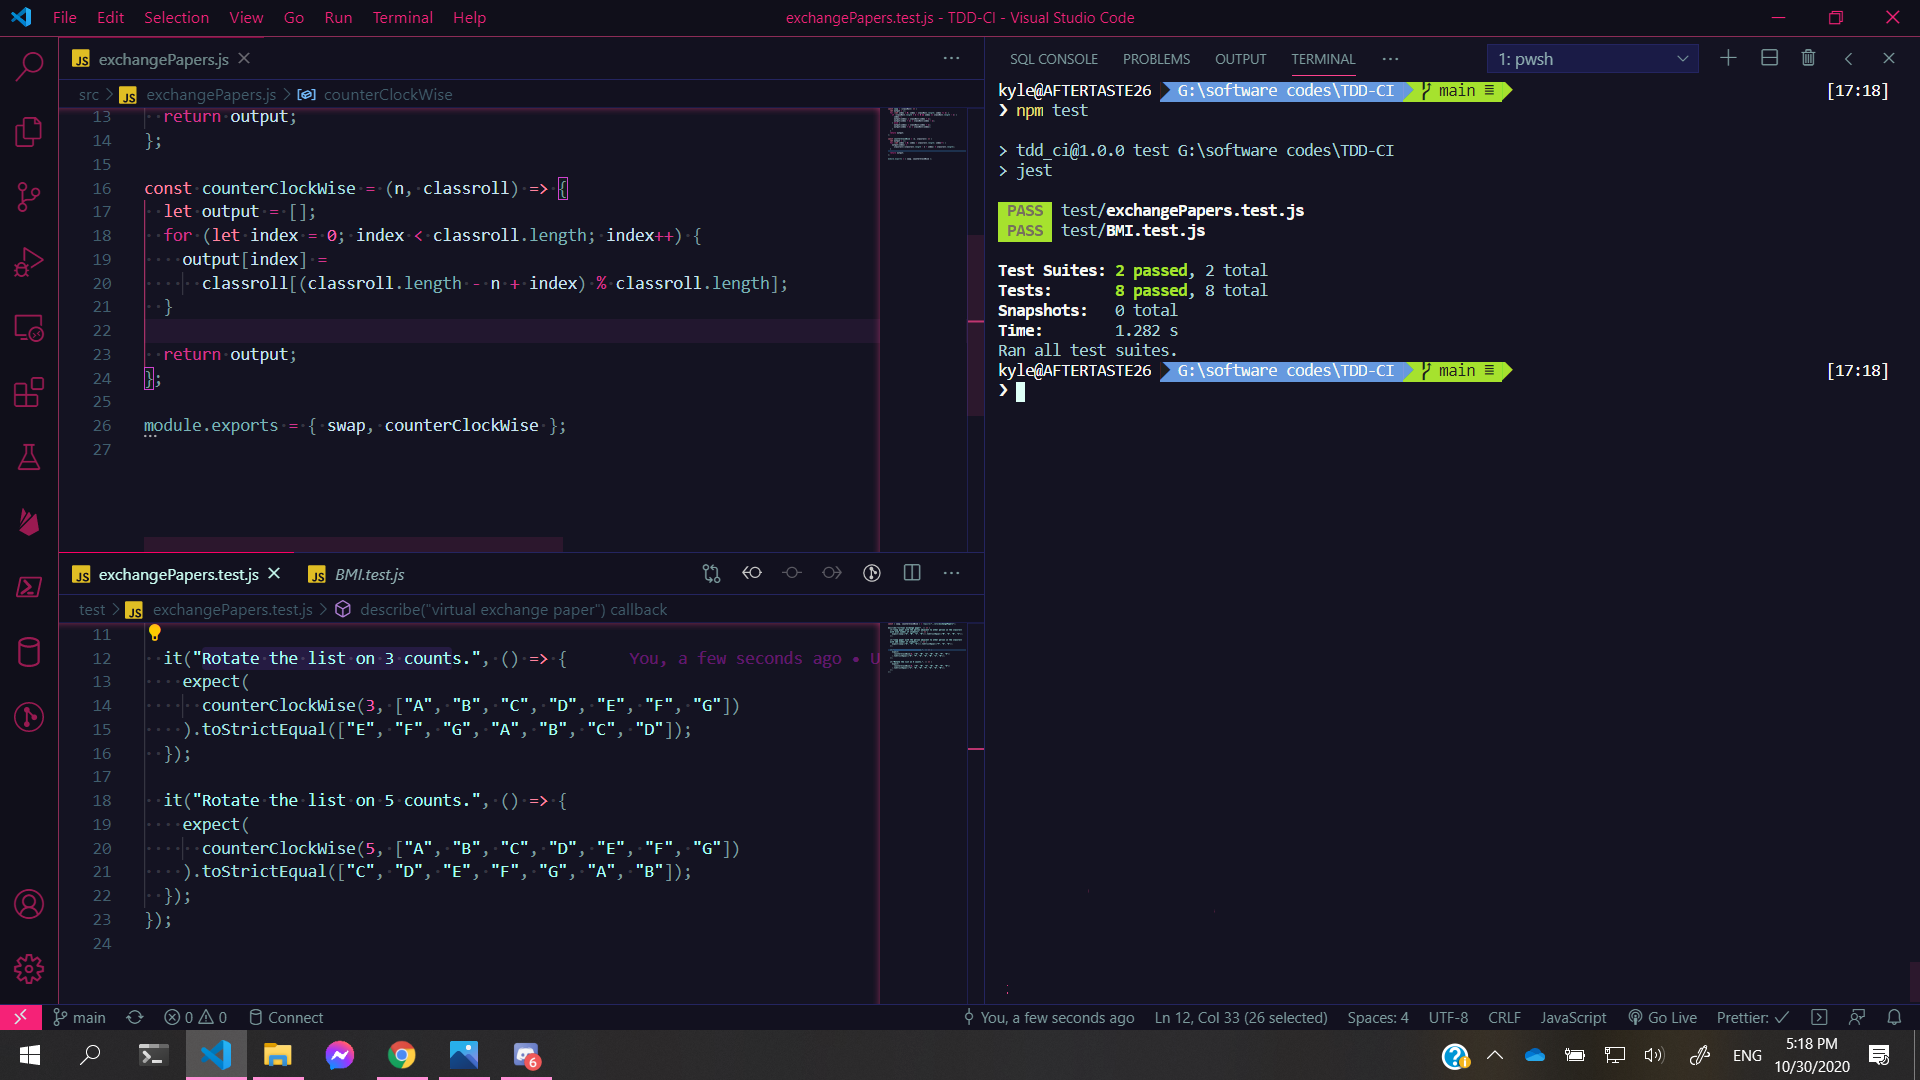 File Edit Selection View Go Run Terminal Help
exchangePapers.test.js - TDD-CI - Visual Studio Code
JS exchangePapers.js
src > JS exchangePapers.js > counterClockWise
13 return output;
14 };
15
16 const counterClockWise = (n, classroll) => {
17 let output = [];
18 for (let index = 0; index < classroll.length; index++) {
19 output[index] =
20 classroll[(classroll.length - n + index) % classroll.length];
21 }
22
23 return output;
24 };
25
26 module.exports = { swap, counterClockWise };
27
JS exchangePapers.test.js JS BMI.test.js
test > JS exchangePapers.test.js > describe("virtual exchange paper") callback
11
12 it("Rotate the list on 3 counts.", () => { You, a few seconds ago • U
13 expect(
14 counterClockWise(3, ["A", "B", "C", "D", "E", "F", "G"])
15 ).toStrictEqual(["E", "F", "G", "A", "B", "C", "D"]);
16 });
17
18 it("Rotate the list on 5 counts.", () => {
19 expect(
20 counterClockWise(5, ["A", "B", "C", "D", "E", "F", "G"])
21 ).toStrictEqual(["C", "D", "E", "F", "G", "A", "B"]);
22 });
23 });
24
SQL CONSOLE PROBLEMS OUTPUT TERMINAL ··· 1: pwsh
kyle@AFTERTASTE26 G:\software codes\TDD-CI main ≡ [17:18]
❯ npm test
> tdd_ci@1.0.0 test G:\software codes\TDD-CI
> jest
PASS test/exchangePapers.test.js
PASS test/BMI.test.js
Test Suites: 2 passed, 2 total
Tests: 8 passed, 8 total
Snapshots: 0 total
Time: 1.282 s
Ran all test suites.
kyle@AFTERTASTE26 G:\software codes\TDD-CI main ≡ [17:18]
❯
main 0 0 Connect You, a few seconds ago Ln 12, Col 33 (26 selected) Spaces: 4 UTF-8 CRLF JavaScript Go Live Prettier: ✓
6 ENG 5:18 PM
10/30/2020